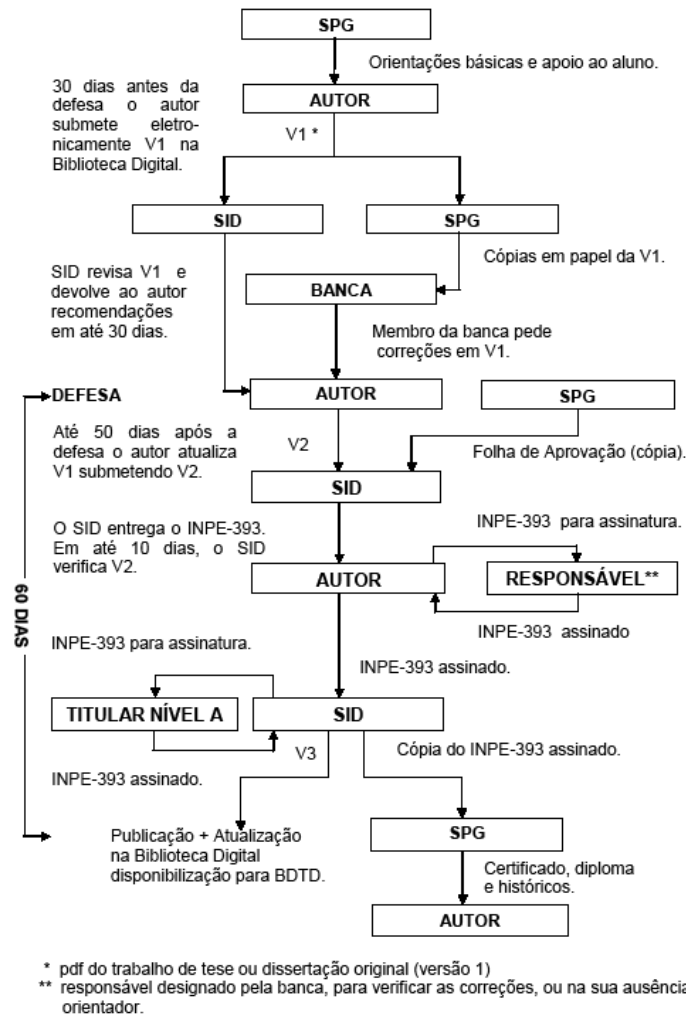 SPG
Orientações básicas e apoio ao aluno.
30 dias antes da
defesa o autor
submete eletro-
nicamente V1 na
Biblioteca Digital.
AUTOR
V1 *
SID
SPG
Cópias em papel da V1.
SID revisa V1 e
devolve ao autor
recomendações
em até 30 dias.
BANCA
Membro da banca pede
correções em V1.
DEFESA
AUTOR
SPG
Até 50 dias após a
defesa o autor atualiza
V1 submetendo V2.
V2
Folha de Aprovação (cópia).
SID
O SID entrega o INPE-393.
Em até 10 dias, o SID
verifica V2.
INPE-393 para assinatura.
AUTOR
RESPONSÁVEL**
INPE-393 assinado
60 DIAS
INPE-393 para assinatura.
INPE-393 assinado.
TITULAR NÍVEL A
SID
V3
Cópia do INPE-393 assinado.
INPE-393 assinado.
Publicação + Atualização
na Biblioteca Digital
disponibilização para BDTD.
SPG
Certificado, diploma
e históricos.
AUTOR
* pdf do trabalho de tese ou dissertação original (versão 1)
** responsável designado pela banca, para verificar as correções, ou na sua ausência
orientador.